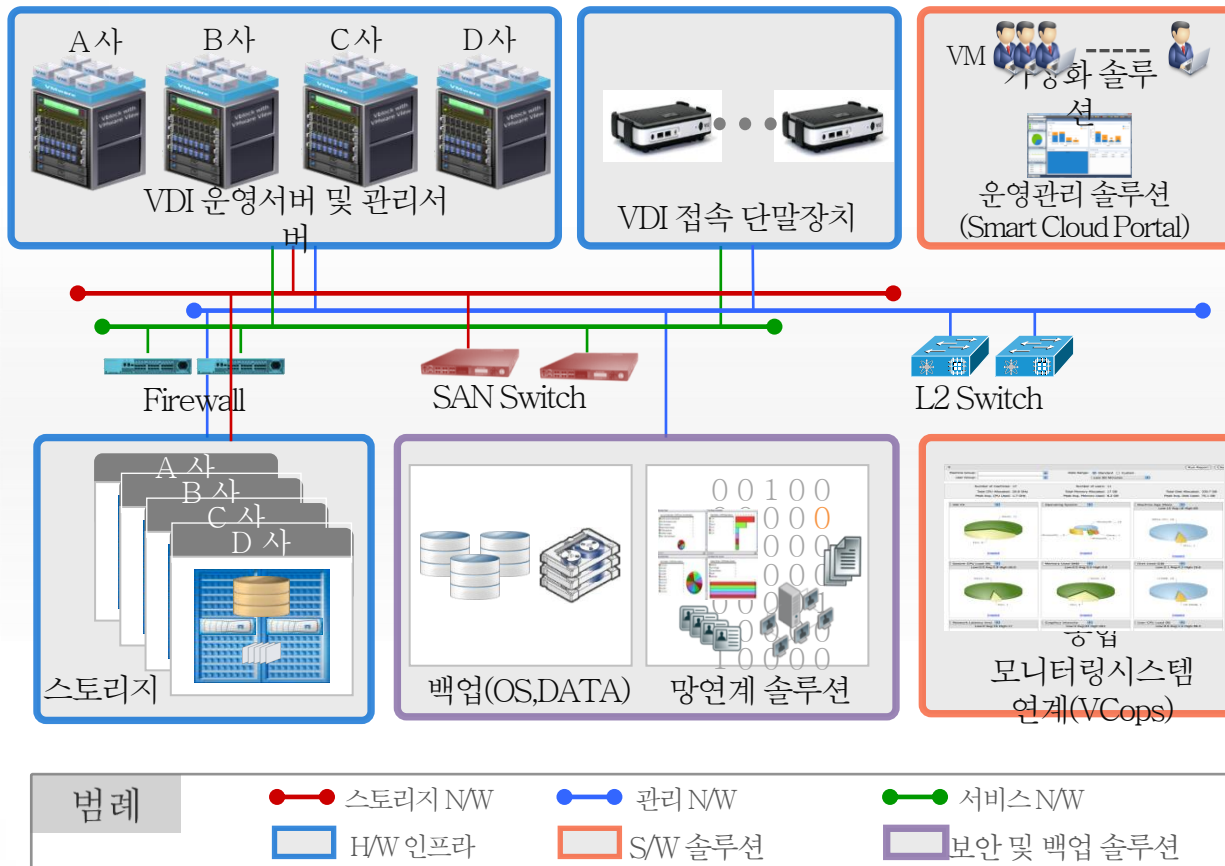 A사
B사
C사
D사
VDI 운영서버 및 관리서
버
VDI 접속 단말장치
VM
가상화 솔루
션
운영관리 솔루션
(Smart Cloud Portal)
Firewall
SAN Switch
L2 Switch
A 사
B 사
C 사
D 사
스토리지
백업(OS,DATA)
0 0 1 0 0
망연계 솔루션
통합
모니터링시스템
연계(VCops)
범례
스토리지 N/W
관리 N/W
서비스 N/W
H/W 인프라
S/W 솔루션
보안 및 백업 솔루션